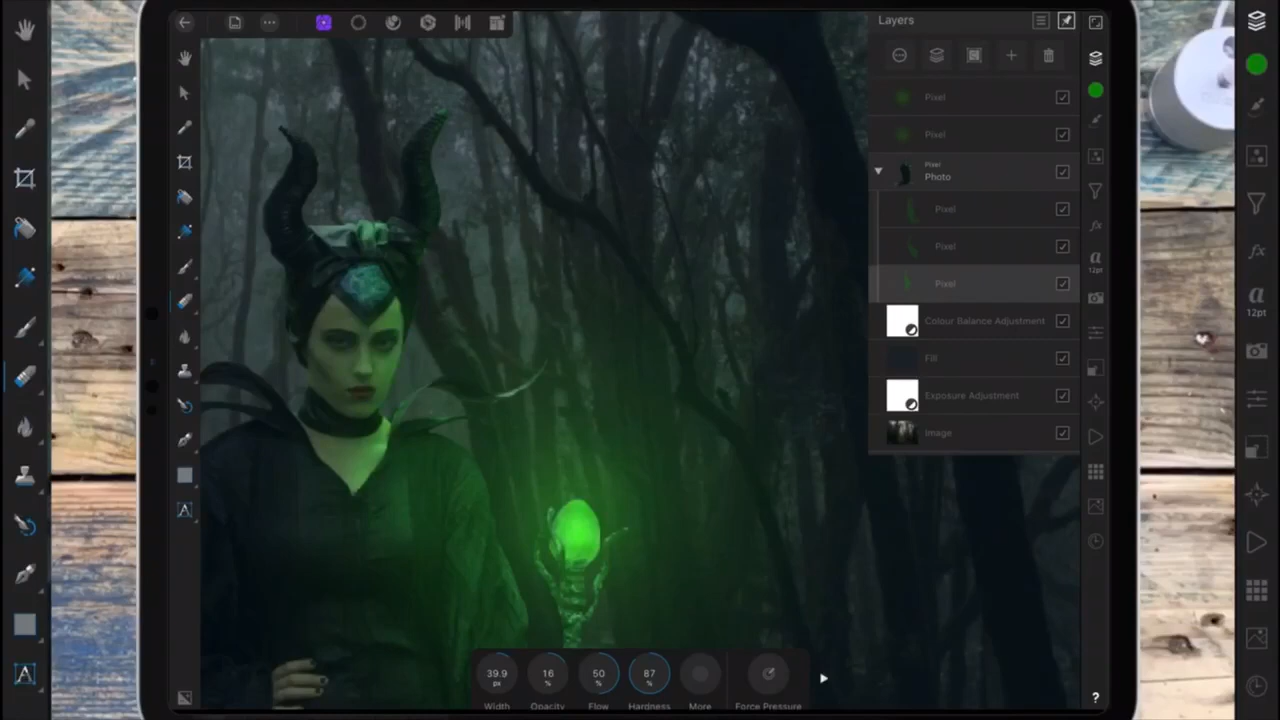 Layers
Pixel
Pixel
Pixel
Photo
Pixel
Pixel
Pixel
Colour Balance Adjustment
Fill
Exposure Adjustment
Image
a
12pt
a
12pt
A
A
?
39.9
px
Width
16
%
Opacity
50
%
Flow
87
%
Hardness
More
Force Pressure